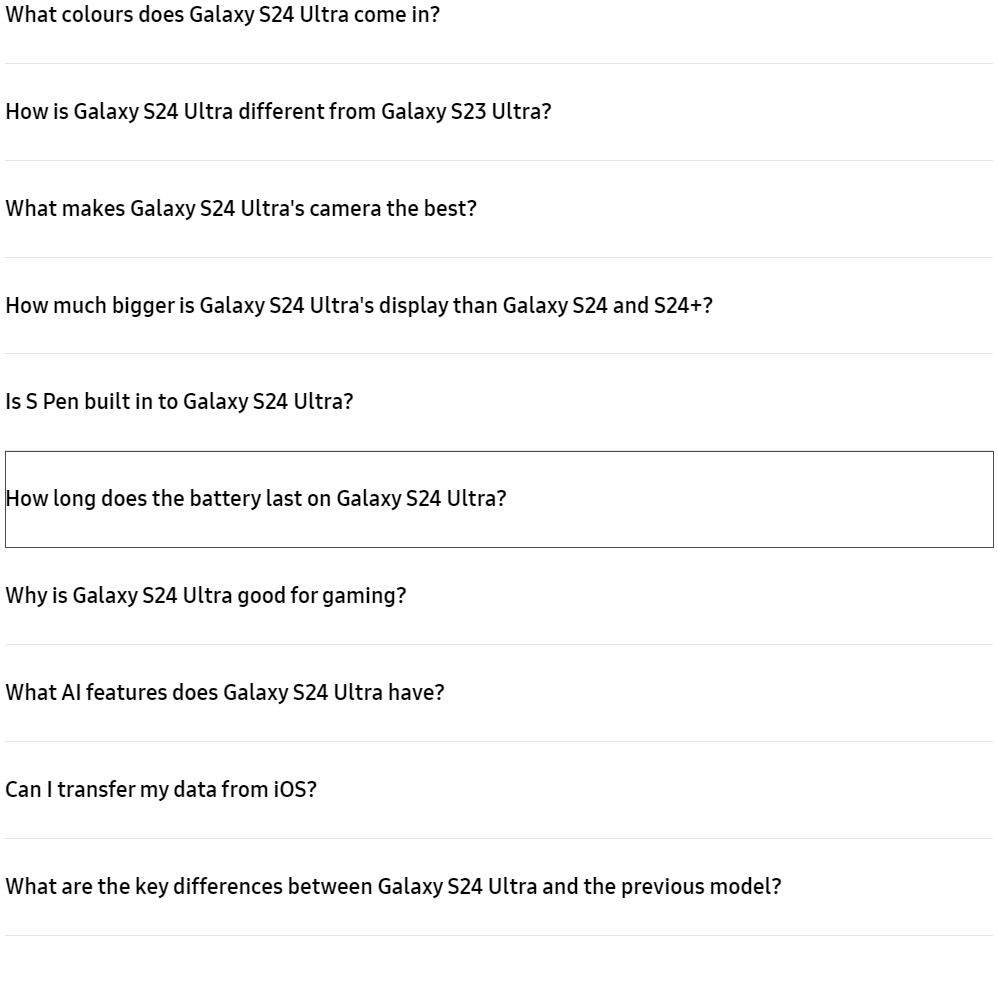 What colours does Galaxy S24 Ultra come in?
How is Galaxy S24 Ultra different from Galaxy S23 Ultra?
What makes Galaxy S24 Ultra's camera the best?
How much bigger is Galaxy S24 Ultra's display than Galaxy S24 and S24+?
Is S Pen built in to Galaxy S24 Ultra?
How long does the battery last on Galaxy S24 Ultra?
Why is Galaxy S24 Ultra good for gaming?
What AI features does Galaxy S24 Ultra have?
Can I transfer my data from iOS?
What are the key differences between Galaxy S24 Ultra and the previous model?